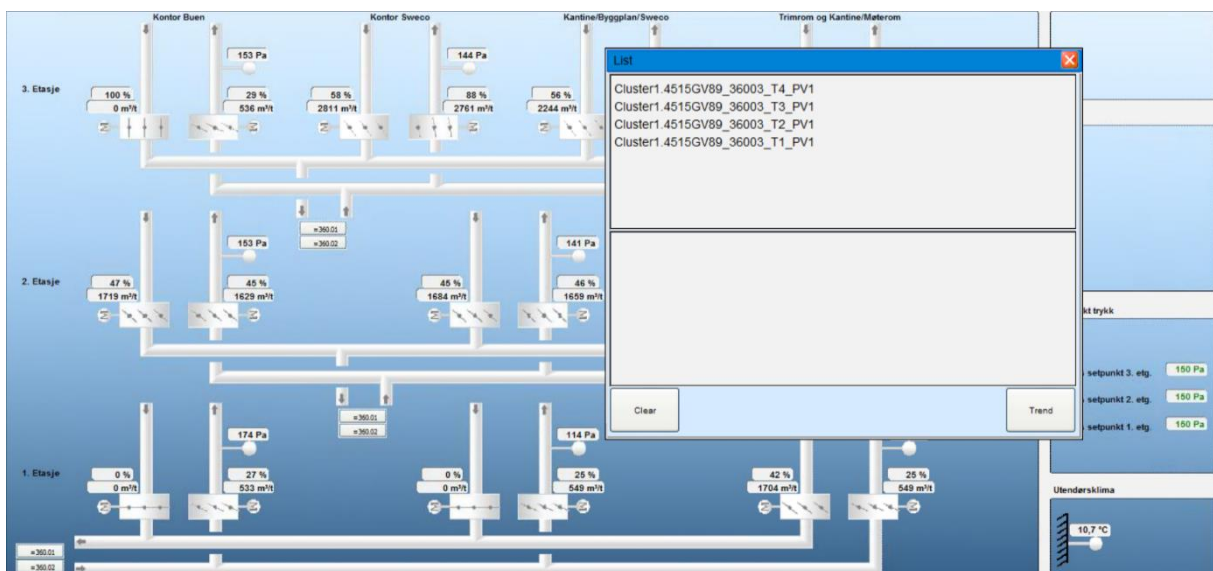 Kontor Buen Kontor Sweco Kantine/Byggplan/Sweco Trimrom og Kantine/Møterom
153 Pa 144 Pa
3. Etasje
100 % 29 % 58 % 88 % 56 %
0 m³/t 536 m³/t 2811 m³/t 2761 m³/t 2244 m³/t
M M M M M
=360.01
=360.02
153 Pa 141 Pa
2. Etasje
47 % 45 % 45 % 46 %
1719 m³/t 1629 m³/t 1684 m³/t 1659 m³/t
M M M M
=360.01
=360.02
174 Pa 114 Pa
1. Etasje
0 % 27 % 0 % 25 % 42 % 25 %
0 m³/t 533 m³/t 0 m³/t 549 m³/t 1704 m³/t 549 m³/t
M M M M M M
=360.01
=360.02
List
Cluster1.4515GV89_36003_T4_PV1
Cluster1.4515GV89_36003_T3_PV1
Cluster1.4515GV89_36003_T2_PV1
Cluster1.4515GV89_36003_T1_PV1
Clear Trend
kt trykk
setpunkt 3. etg. 150 Pa
setpunkt 2. etg. 150 Pa
setpunkt 1. etg. 150 Pa
Utendørsklima
10,7 °C